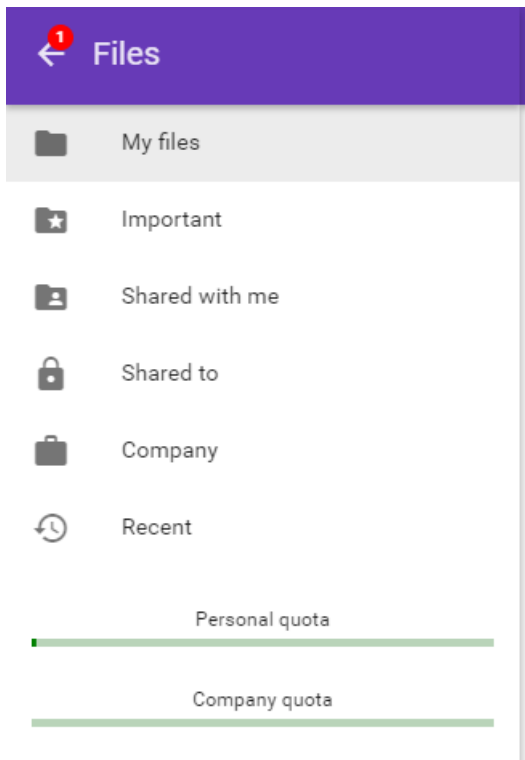 1
Files
My files
Important
Shared with me
Shared to
Company
Recent
Personal quota
Company quota